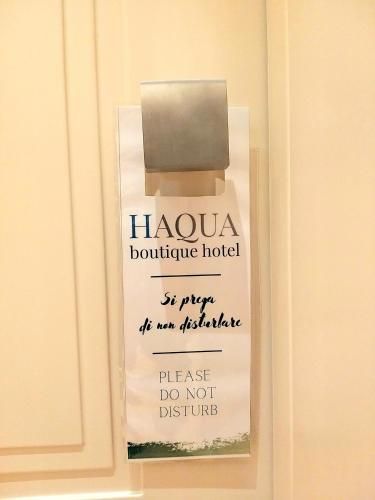 HAQUA
boutique hotel
Si prega
di non disturbare
PLEASE
DO NOT
DISTURB